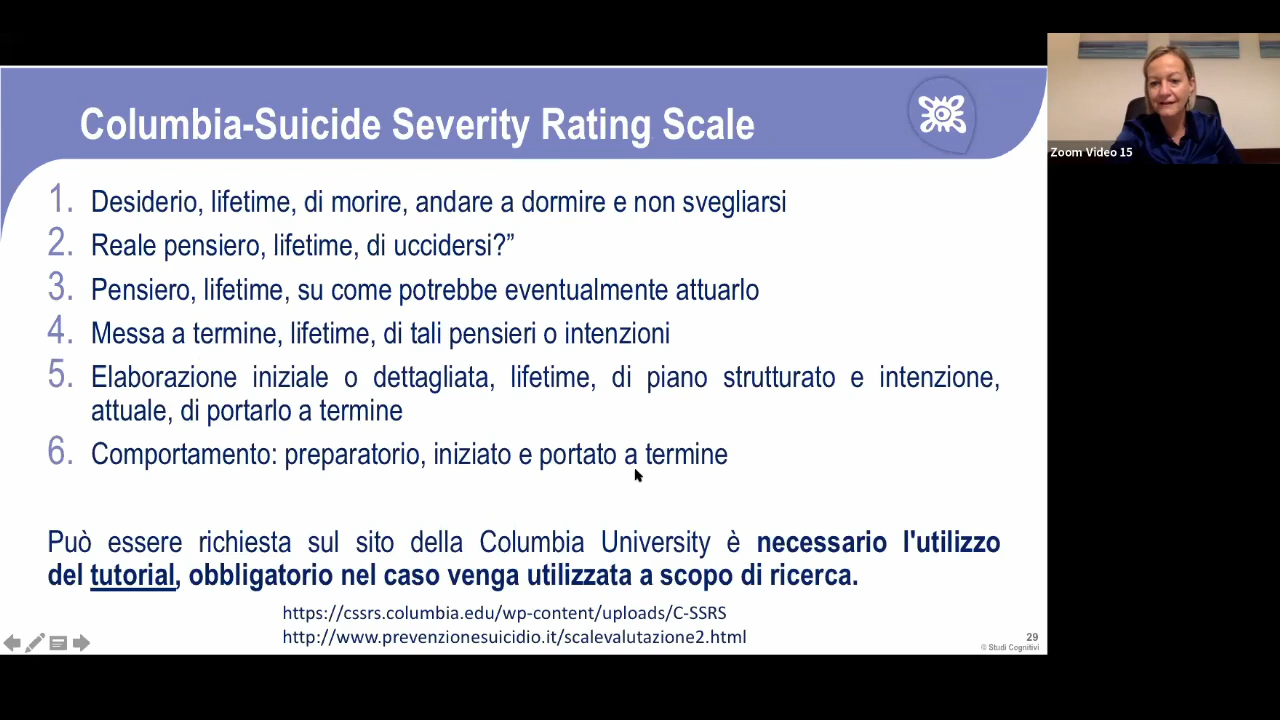 Columbia-Suicide Severity Rating Scale
Zoom Video 15
1. Desiderio, lifetime, di morire, andare a dormire e non svegliarsi
2. Reale pensiero, lifetime, di uccidersi?”
3. Pensiero, lifetime, su come potrebbe eventualmente attuarlo
4. Messa a termine, lifetime, di tali pensieri o intenzioni
5. Elaborazione iniziale o dettagliata, lifetime, di piano strutturato e intenzione,
attuale, di portarlo a termine
6. Comportamento: preparatorio, iniziato e portato a termine
Può essere richiesta sul sito della Columbia University è necessario l'utilizzo
del tutorial, obbligatorio nel caso venga utilizzata a scopo di ricerca.
https://cssrs.columbia.edu/wp-content/uploads/C-SSRS
http://www.prevenzionesuicidio.it/scalevalutazione2.html
29
© Studi Cognitivi